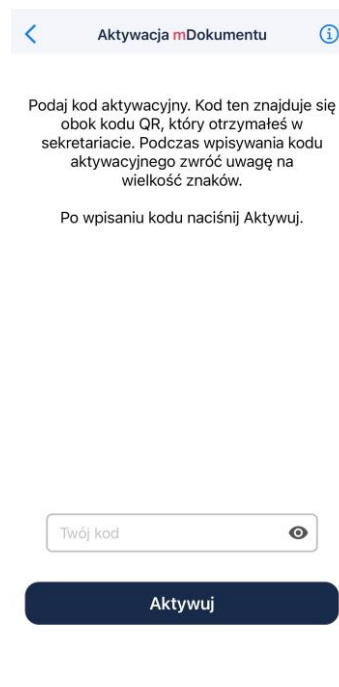 Aktywacja mDokumentu
Podaj kod aktywacyjny. Kod ten znajduje się
obok kodu QR, który otrzymałeś w
sekretariacie. Podczas wpisywania kodu
aktywacyjnego zwróć uwagę na
wielkość znaków.
Po wpisaniu kodu naciśnij Aktywuj.
Twój kod
Aktywuj